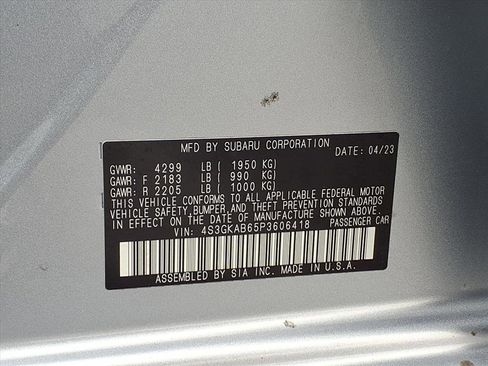 MFD BY SUBARU CORPORATION
DATE: 04/23
GVWR: 4299 LB ( 1950 KG)
GAWR: F 2183 LB ( 990 KG)
GAWR: R 2205 LB ( 1000 KG)
THIS VEHICLE CONFORMS TO ALL APPLICABLE FEDERAL MOTOR
VEHICLE SAFETY, BUMPER, AND THEFT PREVENTION STANDARDS
IN EFFECT ON THE DATE OF MANUFACTURE SHOWN ABOVE.
VIN: 4S3GKAB65P3606418 PASSENGER CAR
ASSEMBLED BY SIA INC. MADE IN U.S.A.